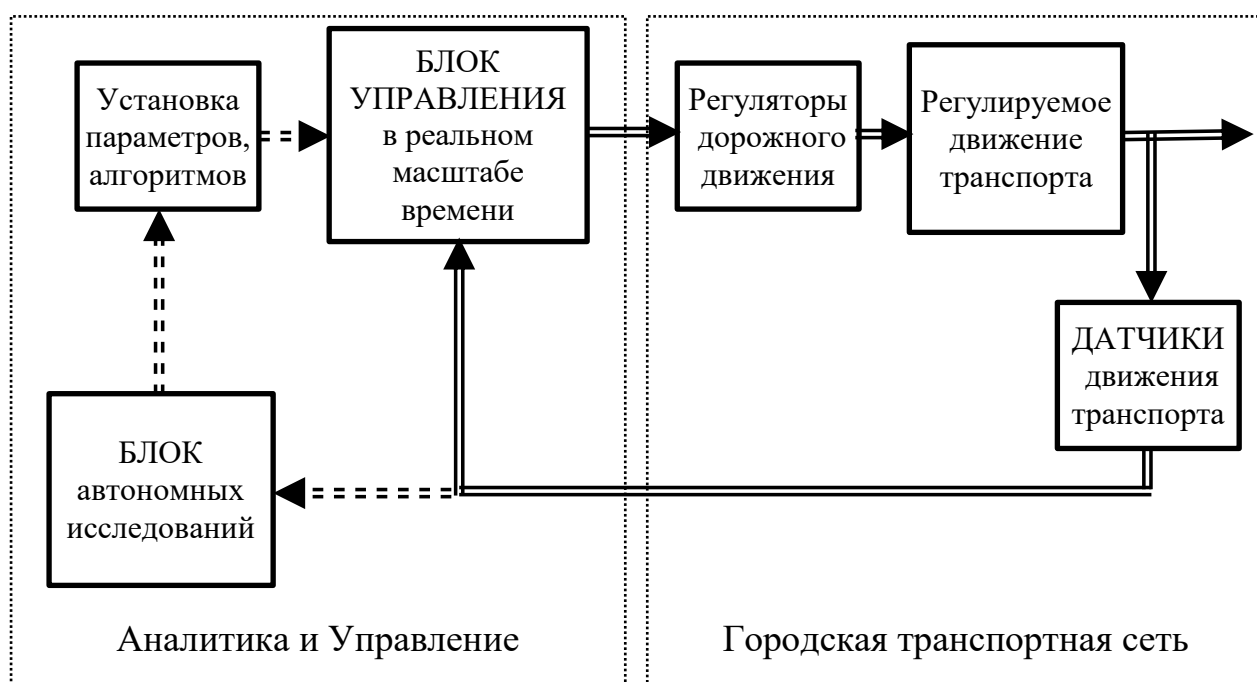 Установка
параметров,
алгоритмов
БЛОК
УПРАВЛЕНИЯ
в реальном
масштабе
времени
Регуляторы
дорожного
движения
Регулируемое
движение
транспорта
ДАТЧИКИ
движения
транспорта
БЛОК
автономных
исследований
Аналитика и Управление
Городская транспортная сеть